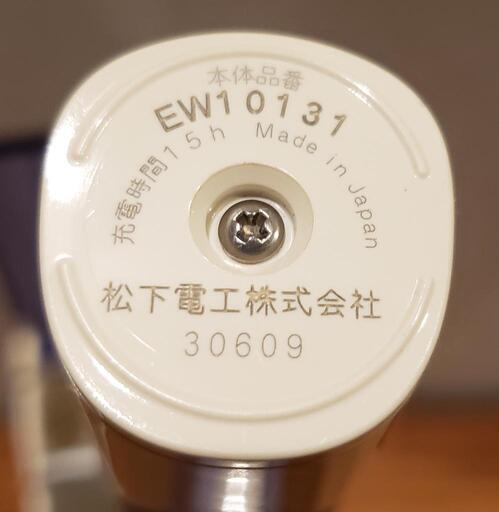 本体品番
EW10131
充電時間15h Made in Japan
松下電工株式会社
30609